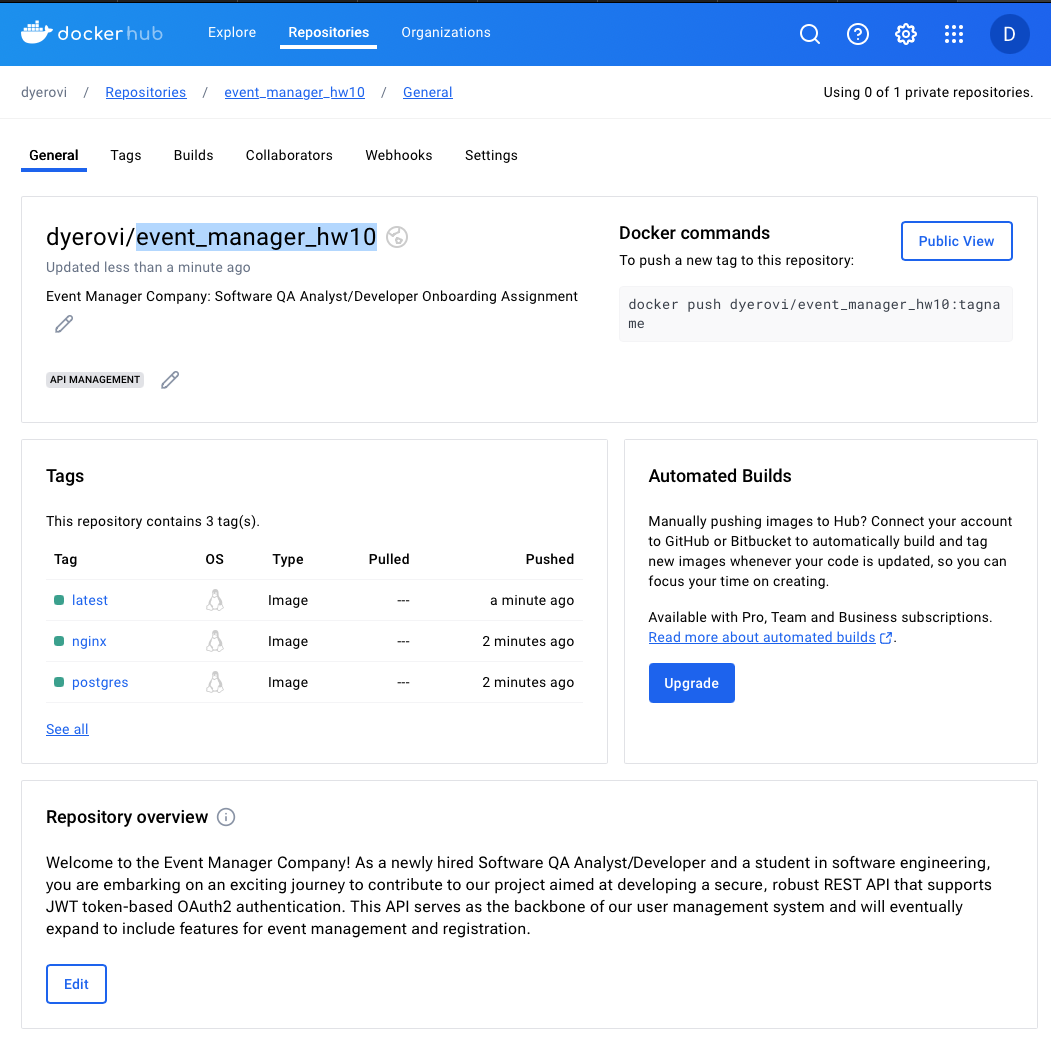 dockerhub
Explore
Repositories
Organizations
D
dyerovi / Repositories / event_manager_hw10 / General
Using 0 of 1 private repositories.
General
Tags
Builds
Collaborators
Webhooks
Settings
dyerovi/event_manager_hw10
Updated less than a minute ago
Event Manager Company: Software QA Analyst/Developer Onboarding Assignment
API MANAGEMENT
Docker commands
To push a new tag to this repository:
Public View
docker push dyerovi/event_manager_hw10:tagna
me
Tags
This repository contains 3 tag(s).
Tag OS Type Pulled Pushed
latest Image --- a minute ago
nginx Image --- 2 minutes ago
postgres Image --- 2 minutes ago
See all
Automated Builds
Manually pushing images to Hub? Connect your account
to GitHub or Bitbucket to automatically build and tag
new images whenever your code is updated, so you can
focus your time on creating.
Available with Pro, Team and Business subscriptions.
Read more about automated builds.
Upgrade
Repository overview
Welcome to the Event Manager Company! As a newly hired Software QA Analyst/Developer and a student in software engineering,
you are embarking on an exciting journey to contribute to our project aimed at developing a secure, robust REST API that supports
JWT token-based OAuth2 authentication. This API serves as the backbone of our user management system and will eventually
expand to include features for event management and registration.
Edit